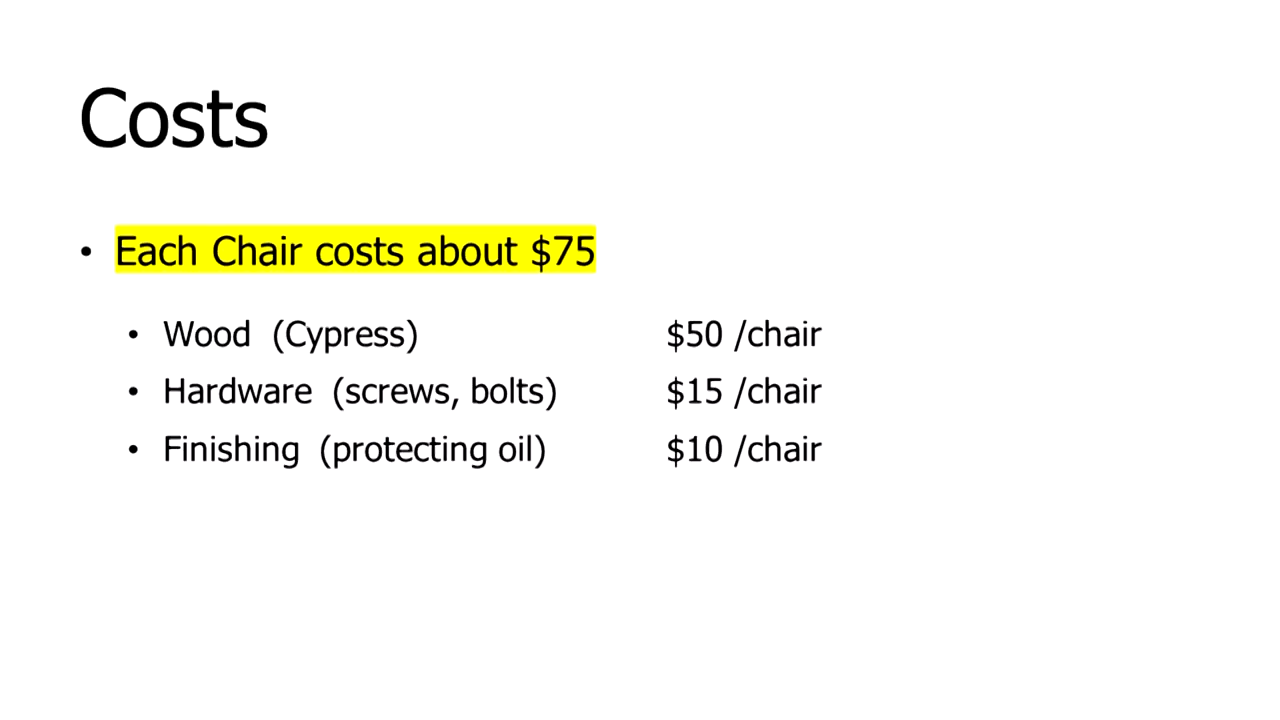 Costs
• Each Chair costs about $75
• Wood (Cypress) $50 /chair
• Hardware (screws, bolts) $15 /chair
• Finishing (protecting oil) $10 /chair